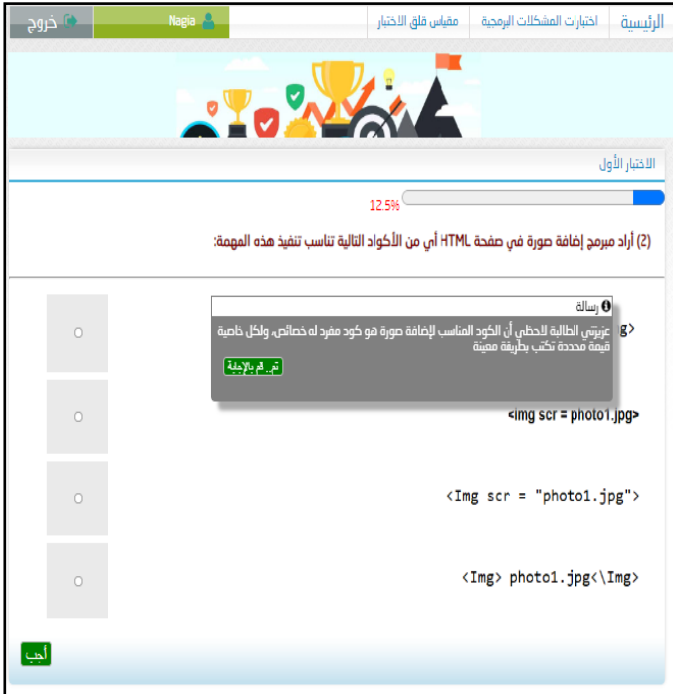 الرئيسية
اختبارت المشكلات البرمجية
مقياس قلق الاختبار
Nagia
خروج
الاختبار الأول
12.5%
(2) أراد مبرمج إضافة صورة في صفحة HTML أي من الأكواد التالية تناسب تنفيذ هذه المهمة:
رسالة
عزيزتي الطالبة لاحظي أن الكود المناسب لإضافة صورة هو كود مفرد له خصائص، ولكل خاصية
قيمة محددة تكتب بطريقة معينة
تم.. قم بالإجابة
g>
<img scr = photo1.jpg>
<Img scr = "photo1.jpg">
<Img> photo1.jpg<\Img>
أجب